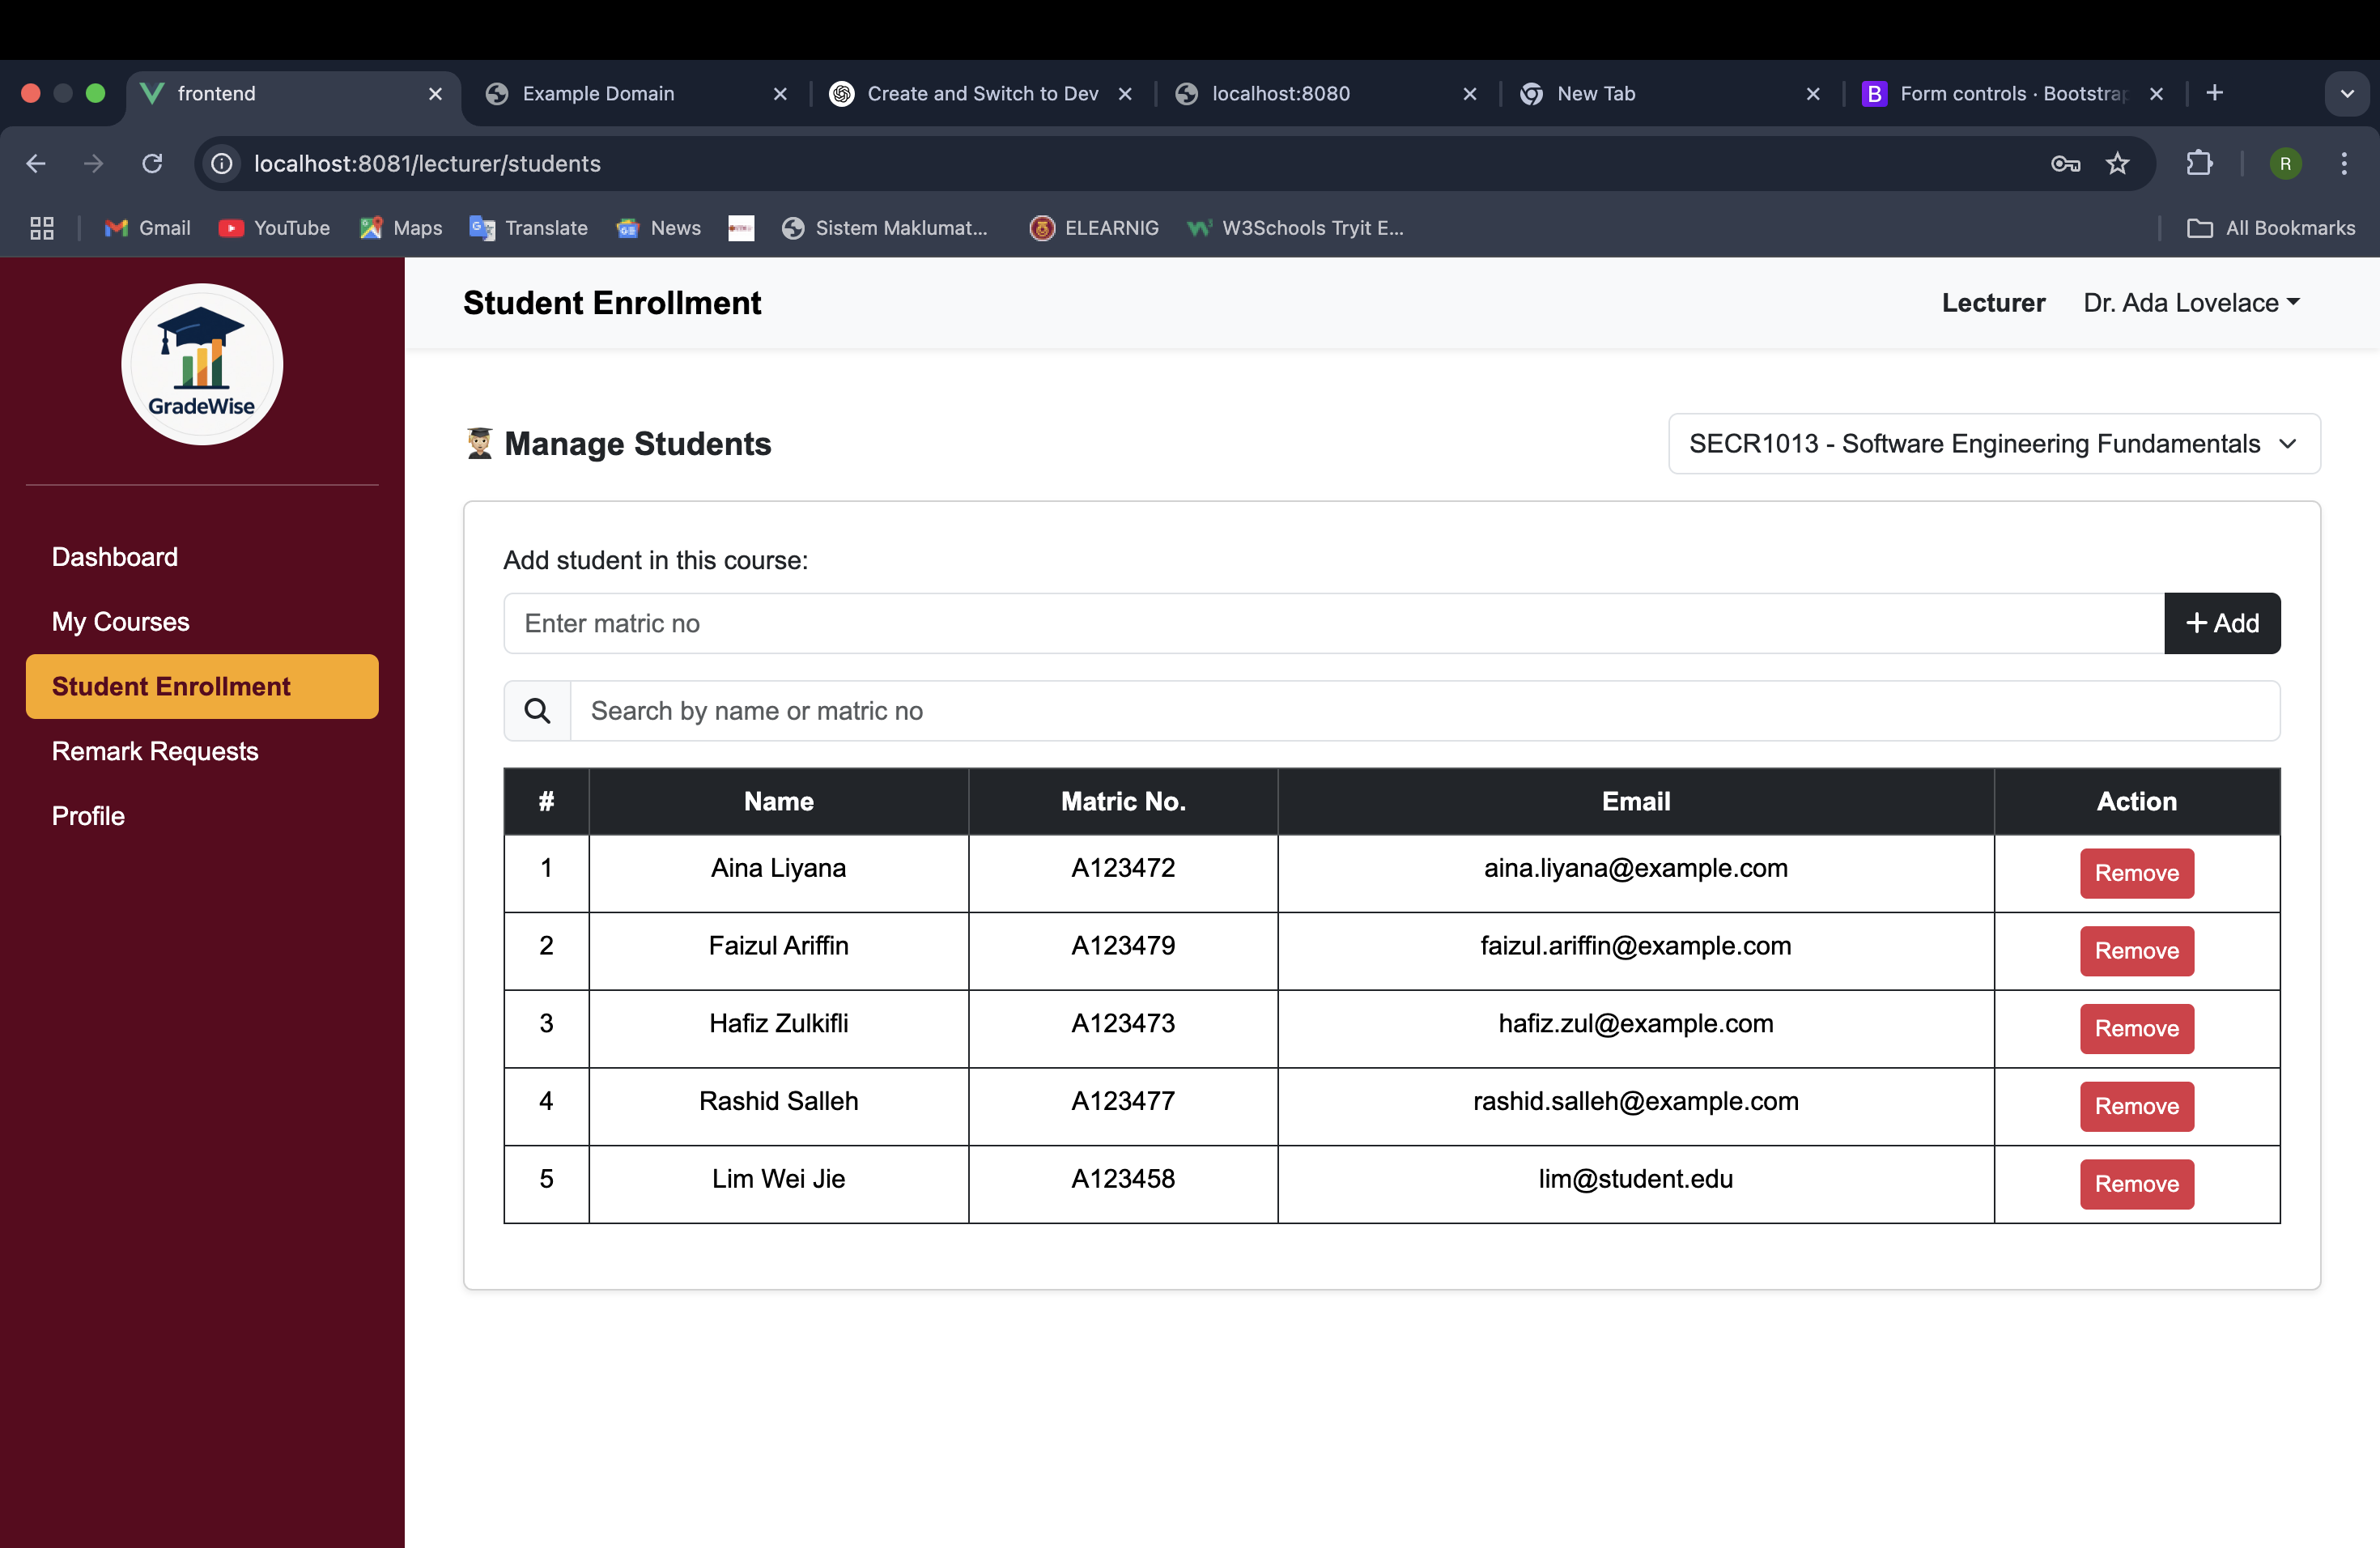 frontend
Example Domain
Create and Switch to Dev
localhost:8080
New Tab
Form controls · Bootstrap
localhost:8081/lecturer/students
R
Gmail
YouTube
Maps
Translate
News
Sistem Maklumat...
ELEARNIG
W3Schools Tryit E...
All Bookmarks
GradeWise
Student Enrollment
Lecturer
Dr. Ada Lovelace
Dashboard
My Courses
Student Enrollment
Remark Requests
Profile
Manage Students
SECR1013 - Software Engineering Fundamentals
Add student in this course:
Enter matric no
+ Add
Search by name or matric no
# Name Matric No. Email Action
1 Aina Liyana A123472 aina.liyana@example.com Remove
2 Faizul Ariffin A123479 faizul.ariffin@example.com Remove
3 Hafiz Zulkifli A123473 hafiz.zul@example.com Remove
4 Rashid Salleh A123477 rashid.salleh@example.com Remove
5 Lim Wei Jie A123458 lim@student.edu Remove